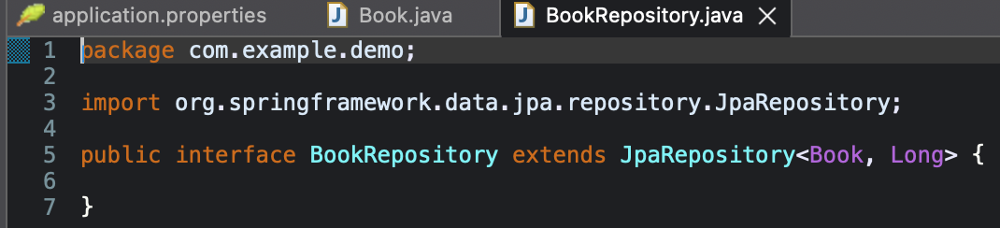 application.properties Book.java BookRepository.java
1 package com.example.demo;
2
3 import org.springframework.data.jpa.repository.JpaRepository;
4
5 public interface BookRepository extends JpaRepository<Book, Long> {
6
7 }